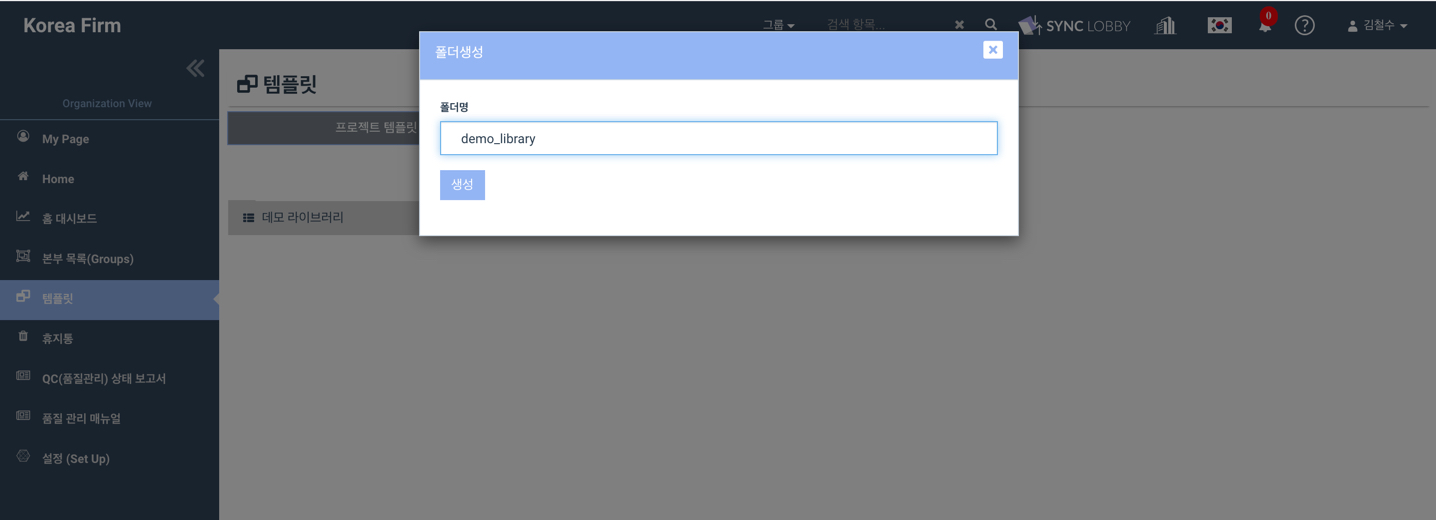 Korea Firm
그룹
검색 항목...
SYNC LOBBY
0
김철수
Organization View
My Page
Home
홈 대시보드
본부 목록(Groups)
템플릿
휴지통
QC(품질관리) 상태 보고서
품질 관리 매뉴얼
설정 (Set Up)
템플릿
프로젝트 템플릿
데모 라이브러리
폴더생성
폴더명
demo_library
생성